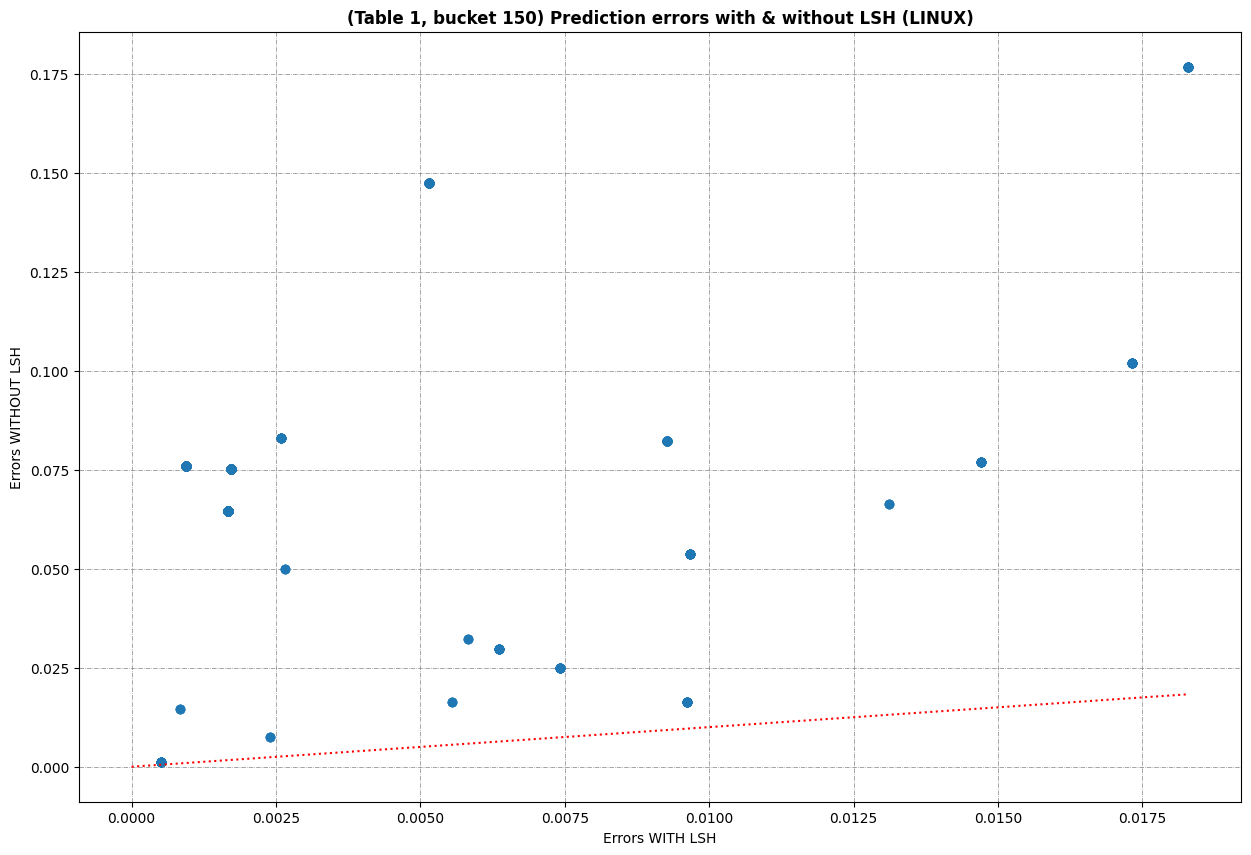 (Table 1, bucket 150) Prediction errors with & without LSH (LINUX)
0.175
0.150
0.125
0.100
0.075
0.050
0.025
0.000
Errors WITHOUT LSH
0.0000 0.0025 0.0050 0.0075 0.0100 0.0125 0.0150 0.0175
Errors WITH LSH